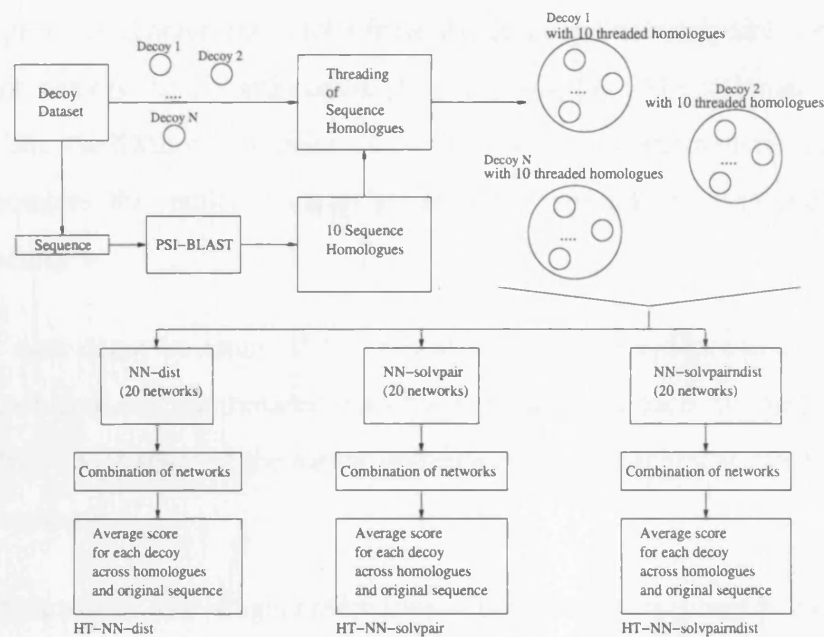 Decoy 1
Decoy 2
....
Decoy N
Decoy
Dataset
Threading
of
Sequence
Homologues
Decoy 1
with 10 threaded homologues
....
Decoy 2
with 10 threaded homologues
....
Decoy N
with 10 threaded homologues
....
Sequence
PSI-BLAST
10 Sequence
Homologues
NN-dist
(20 networks)
NN-solvpair
(20 networks)
NN-solvpairndist
(20 networks)
Combination of networks
Combination of networks
Combination of networks
Average score
for each decoy
across homologues
and original sequence
Average score
for each decoy
across homologues
and original sequence
Average score
for each decoy
across homologues
and original sequence
HT-NN-dist
HT-NN-solvpair
HT-NN-solvpairndist